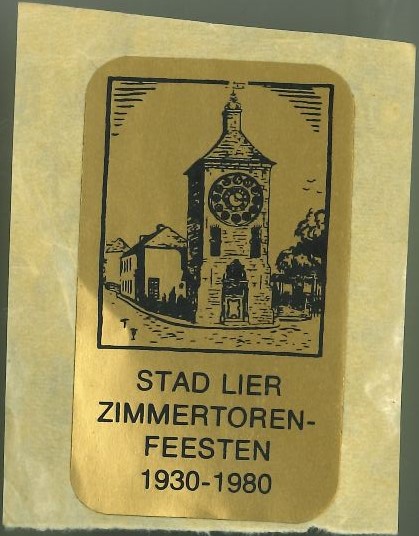 STAD LIER
ZIMMERTOREN-
FEESTEN
1930-1980